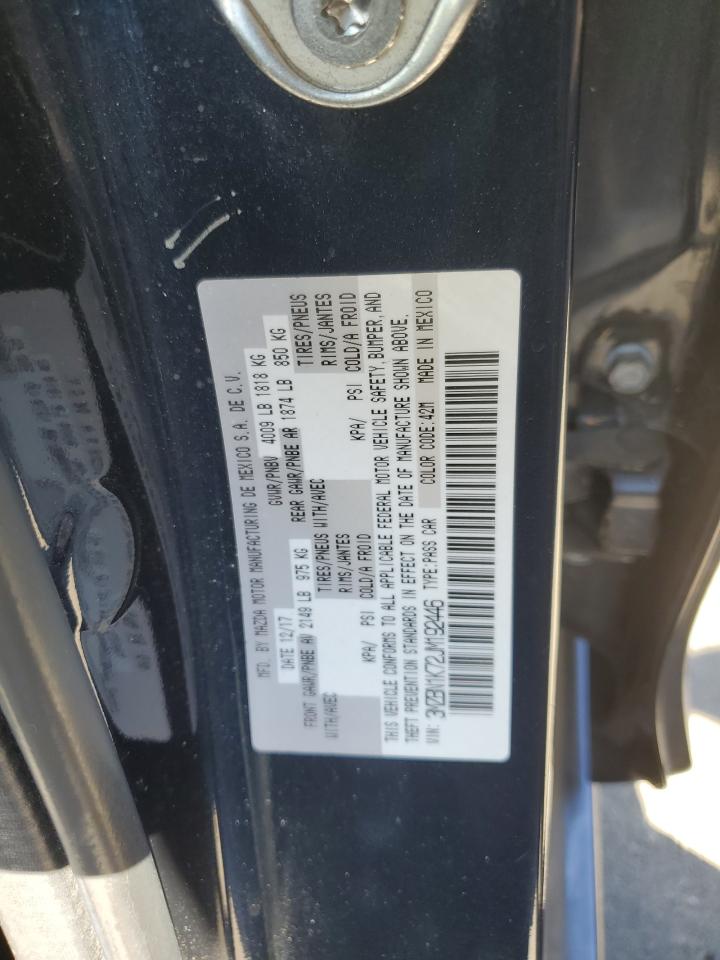 MFD. BY MAZDA MOTOR MANUFACTURING DE MEXICO S.A. DE C.V.
DATE 12/17 GVWR/PNBV 4009 LB 1818 KG
FRONT GAWR/PNBE AV 2149 LB 975 KG REAR GAWR/PNBE AR 1874 LB 850 KG
WITH/AVEC TIRES/PNEUS WITH/AVEC TIRES/PNEUS
RIMS/JANTES RIMS/JANTES
KPA/ PSI COLD/A FROID KPA/ PSI COLD/A FROID
THIS VEHICLE CONFORMS TO ALL APPLICABLE FEDERAL MOTOR VEHICLE SAFETY, BUMPER, AND
THEFT PREVENTION STANDARDS IN EFFECT ON THE DATE OF MANUFACTURE SHOWN ABOVE.
VIN: 3MZBN1K72JM192446 TYPE:PASS CAR COLOR CODE:42M MADE IN MEXICO